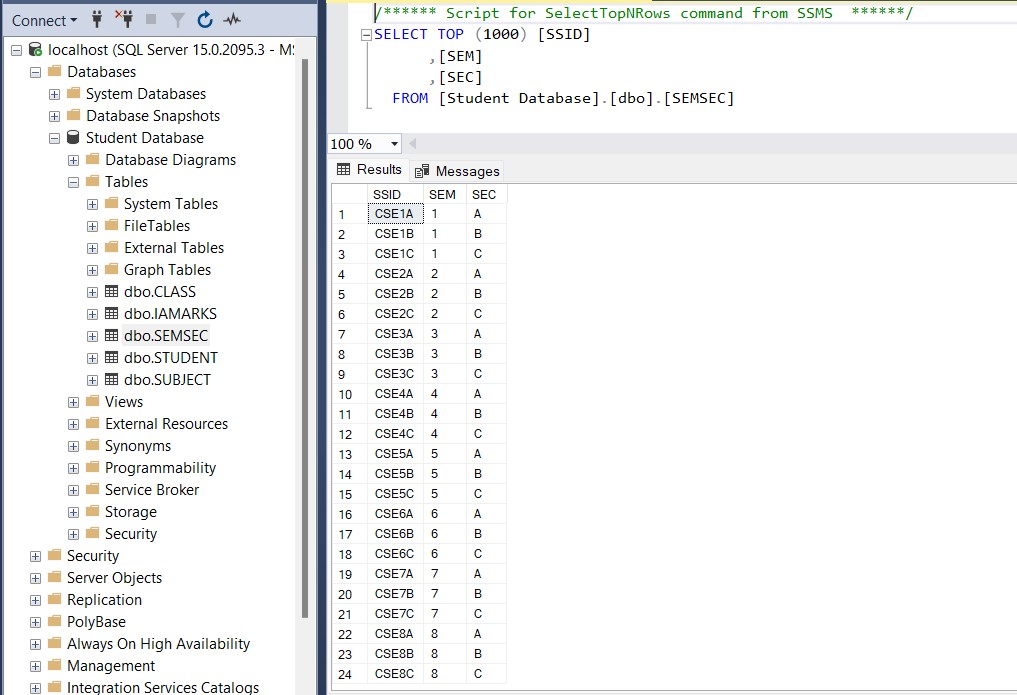 Connect
localhost (SQL Server 15.0.2095.3 - MS
Databases
System Databases
Database Snapshots
Student Database
Database Diagrams
Tables
System Tables
FileTables
External Tables
Graph Tables
dbo.CLASS
dbo.IAMARKS
dbo.SEMSEC
dbo.STUDENT
dbo.SUBJECT
Views
External Resources
Synonyms
Programmability
Service Broker
Storage
Security
Security
Server Objects
Replication
PolyBase
Always On High Availability
Management
Integration Services Catalogs
/****** Script for SelectTopNRows command from SSMS  ******/
SELECT TOP (1000) [SSID]
,[SEM]
,[SEC]
FROM [Student Database].[dbo].[SEMSEC]
100 %
Results Messages
SSID SEM SEC
1 CSE1A 1 A
2 CSE1B 1 B
3 CSE1C 1 C
4 CSE2A 2 A
5 CSE2B 2 B
6 CSE2C 2 C
7 CSE3A 3 A
8 CSE3B 3 B
9 CSE3C 3 C
10 CSE4A 4 A
11 CSE4B 4 B
12 CSE4C 4 C
13 CSE5A 5 A
14 CSE5B 5 B
15 CSE5C 5 C
16 CSE6A 6 A
17 CSE6B 6 B
18 CSE6C 6 C
19 CSE7A 7 A
20 CSE7B 7 B
21 CSE7C 7 C
22 CSE8A 8 A
23 CSE8B 8 B
24 CSE8C 8 C